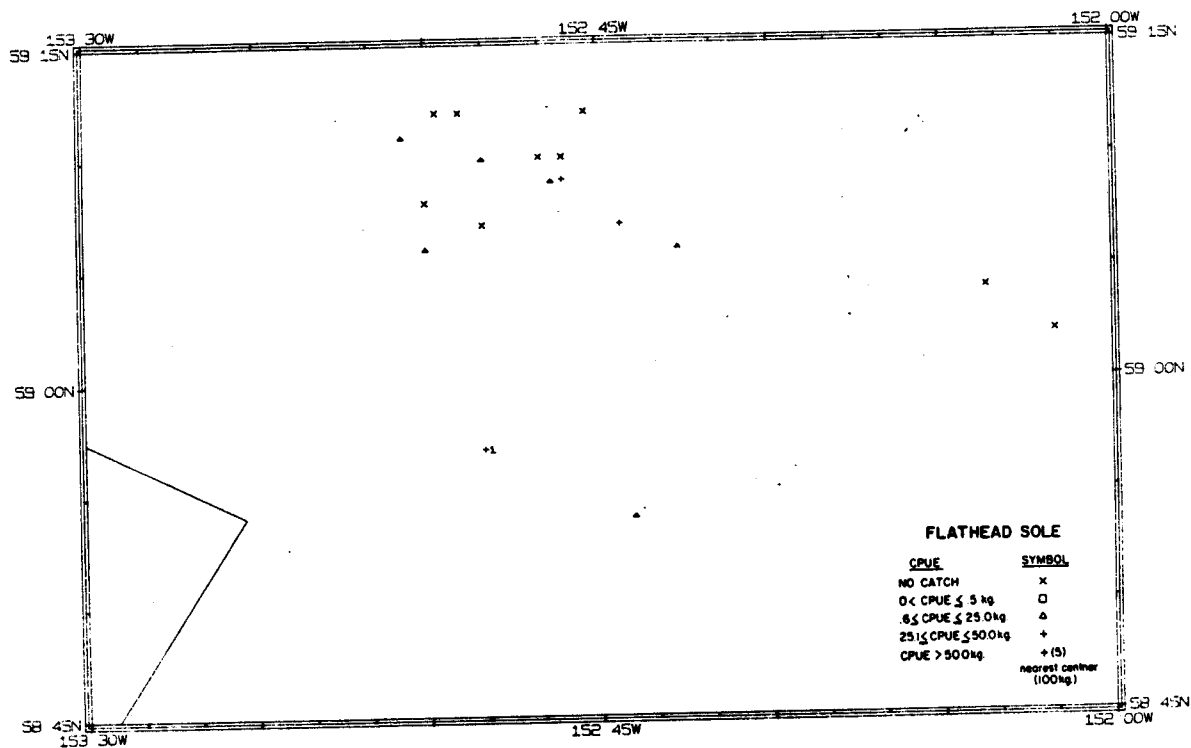 153 30W
152 45W
152 00W
59 15N
59 15N
59 00N
59 00N
+1
FLATHEAD SOLE
CPUE SYMBOL
NO CATCH x
0< CPUE ≤ .5 kg.
.6≤ CPUE ≤ 25.0kg.
25.1≤CPUE≤50.0kg. +
CPUE > 50.0kg. +(5)
nearest centner
(100kg.)
58 45N
58 45N
153 30W
152 45W
152 00W